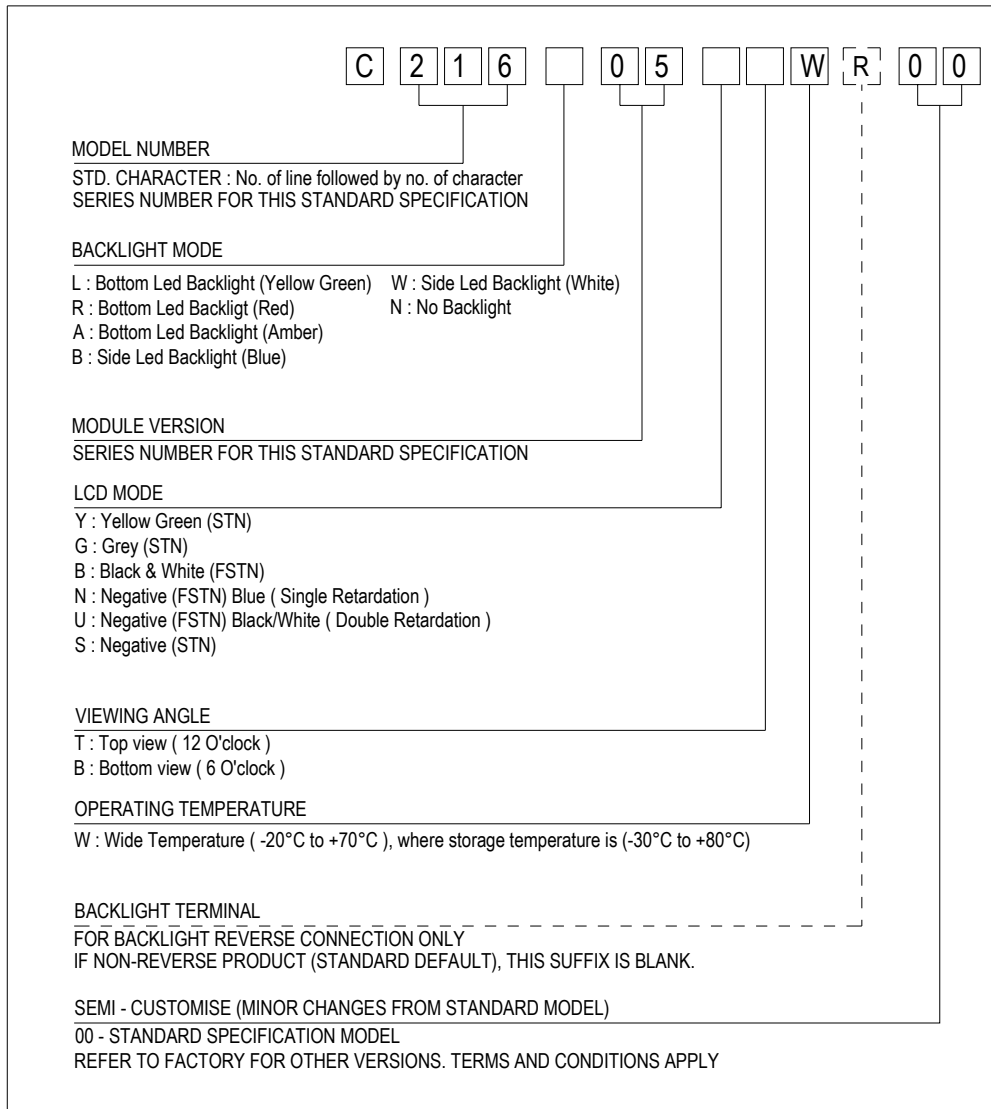 C 2 1 6 0 5 W R 0 0
MODEL NUMBER
STD. CHARACTER : No. of line followed by no. of character
SERIES NUMBER FOR THIS STANDARD SPECIFICATION
BACKLIGHT MODE
L : Bottom Led Backlight (Yellow Green) W : Side Led Backlight (White)
R : Bottom Led Backligt (Red) N : No Backlight
A : Bottom Led Backlight (Amber)
B : Side Led Backlight (Blue)
MODULE VERSION
SERIES NUMBER FOR THIS STANDARD SPECIFICATION
LCD MODE
Y : Yellow Green (STN)
G : Grey (STN)
B : Black & White (FSTN)
N : Negative (FSTN) Blue ( Single Retardation )
U : Negative (FSTN) Black/White ( Double Retardation )
S : Negative (STN)
VIEWING ANGLE
T : Top view ( 12 O'clock )
B : Bottom view ( 6 O'clock )
OPERATING TEMPERATURE
W : Wide Temperature ( -20°C to +70°C ), where storage temperature is (-30°C to +80°C)
BACKLIGHT TERMINAL
FOR BACKLIGHT REVERSE CONNECTION ONLY
IF NON-REVERSE PRODUCT (STANDARD DEFAULT), THIS SUFFIX IS BLANK.
SEMI - CUSTOMISE (MINOR CHANGES FROM STANDARD MODEL)
00 - STANDARD SPECIFICATION MODEL
REFER TO FACTORY FOR OTHER VERSIONS. TERMS AND CONDITIONS APPLY